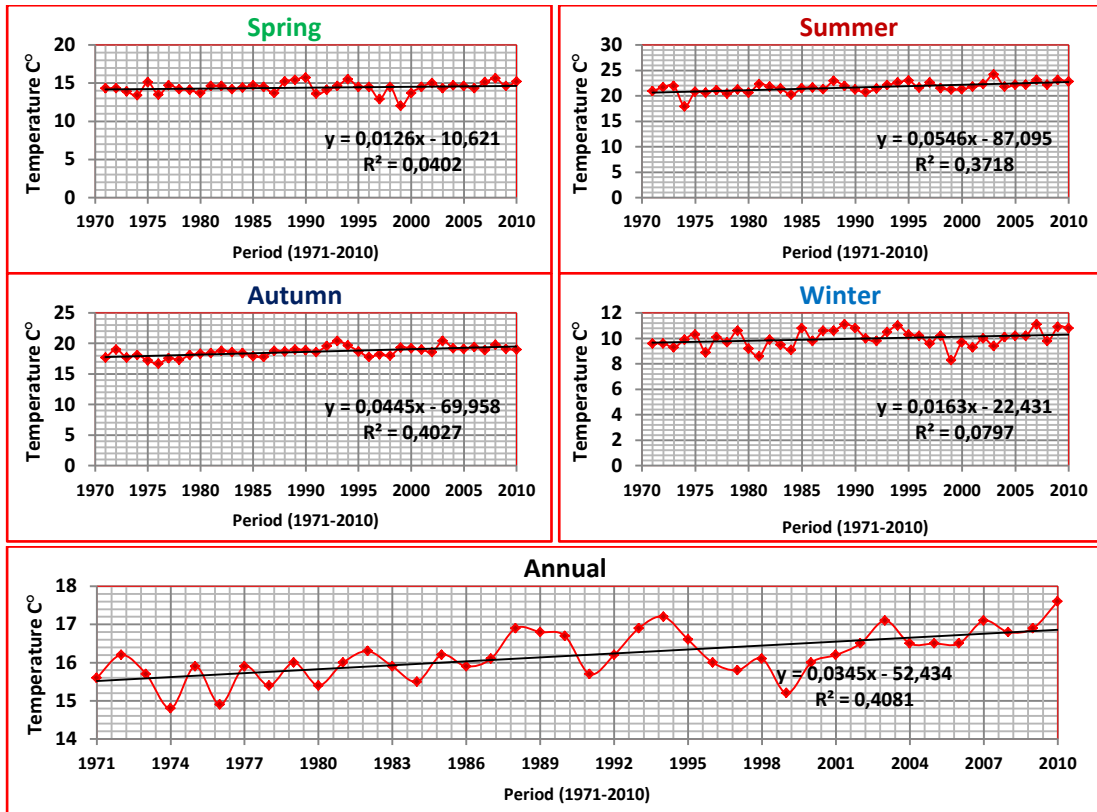 Spring
Temperature C°
20
15
10
5
0
y = 0,0126x - 10,621
R² = 0,0402
1970 1975 1980 1985 1990 1995 2000 2005 2010
Period (1971-2010)
Summer
Temperature C°
30
25
20
15
10
5
0
y = 0,0546x - 87,095
R² = 0,3718
1970 1975 1980 1985 1990 1995 2000 2005 2010
Period (1971-2010)
Autumn
Temperature C°
25
20
15
10
5
0
y = 0,0445x - 69,958
R² = 0,4027
1970 1975 1980 1985 1990 1995 2000 2005 2010
Period (1971-2010)
Winter
Temperature C°
12
10
8
6
4
2
0
y = 0,0163x - 22,431
R² = 0,0797
1970 1975 1980 1985 1990 1995 2000 2005 2010
Period (1971-2010)
Annual
Temperature C°
18
17
16
15
14
y = 0,0345x - 52,434
R² = 0,4081
1971 1974 1977 1980 1983 1986 1989 1992 1995 1998 2001 2004 2007 2010
Period (1971-2010)